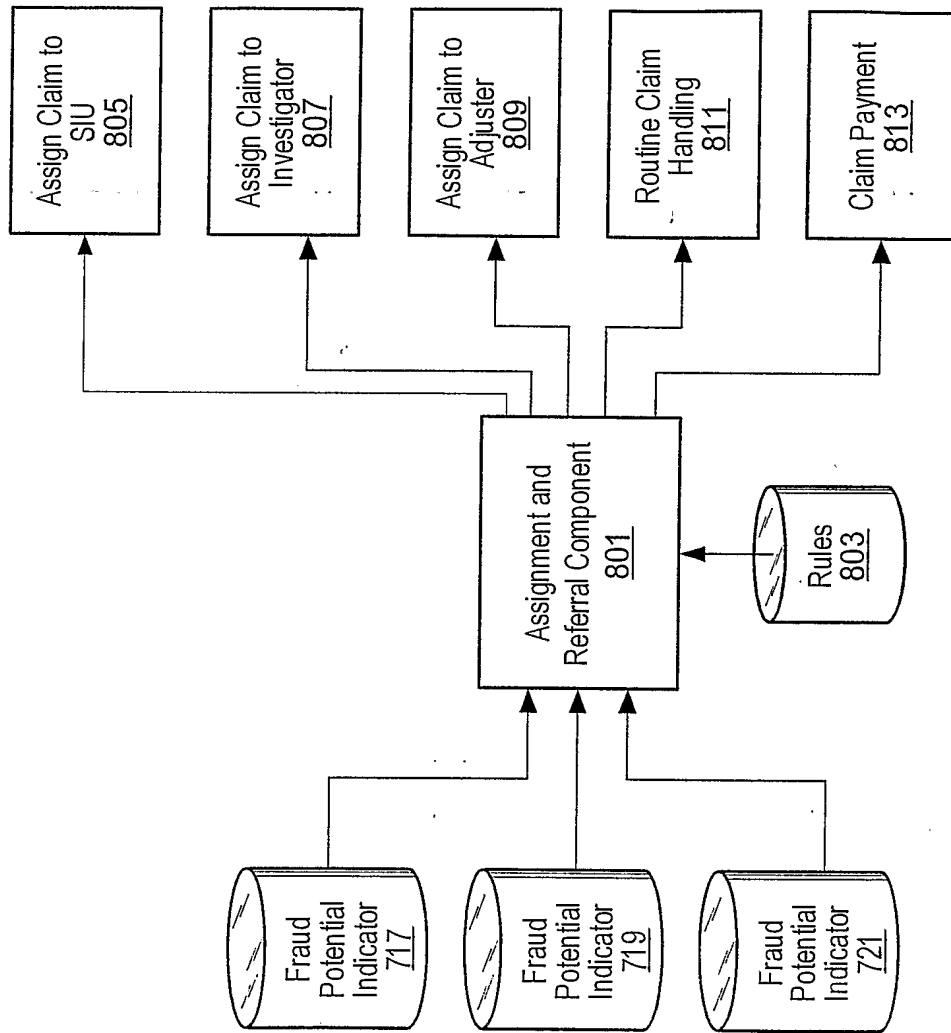 Fraud
Potential
Indicator
717
Fraud
Potential
Indicator
719
Fraud
Potential
Indicator
721
Assignment and
Referral Component
801
Rules
803
Assign Claim to
SIU
805
Assign Claim to
Investigator
807
Assign Claim to
Adjuster
809
Routine Claim
Handling
811
Claim Payment
813